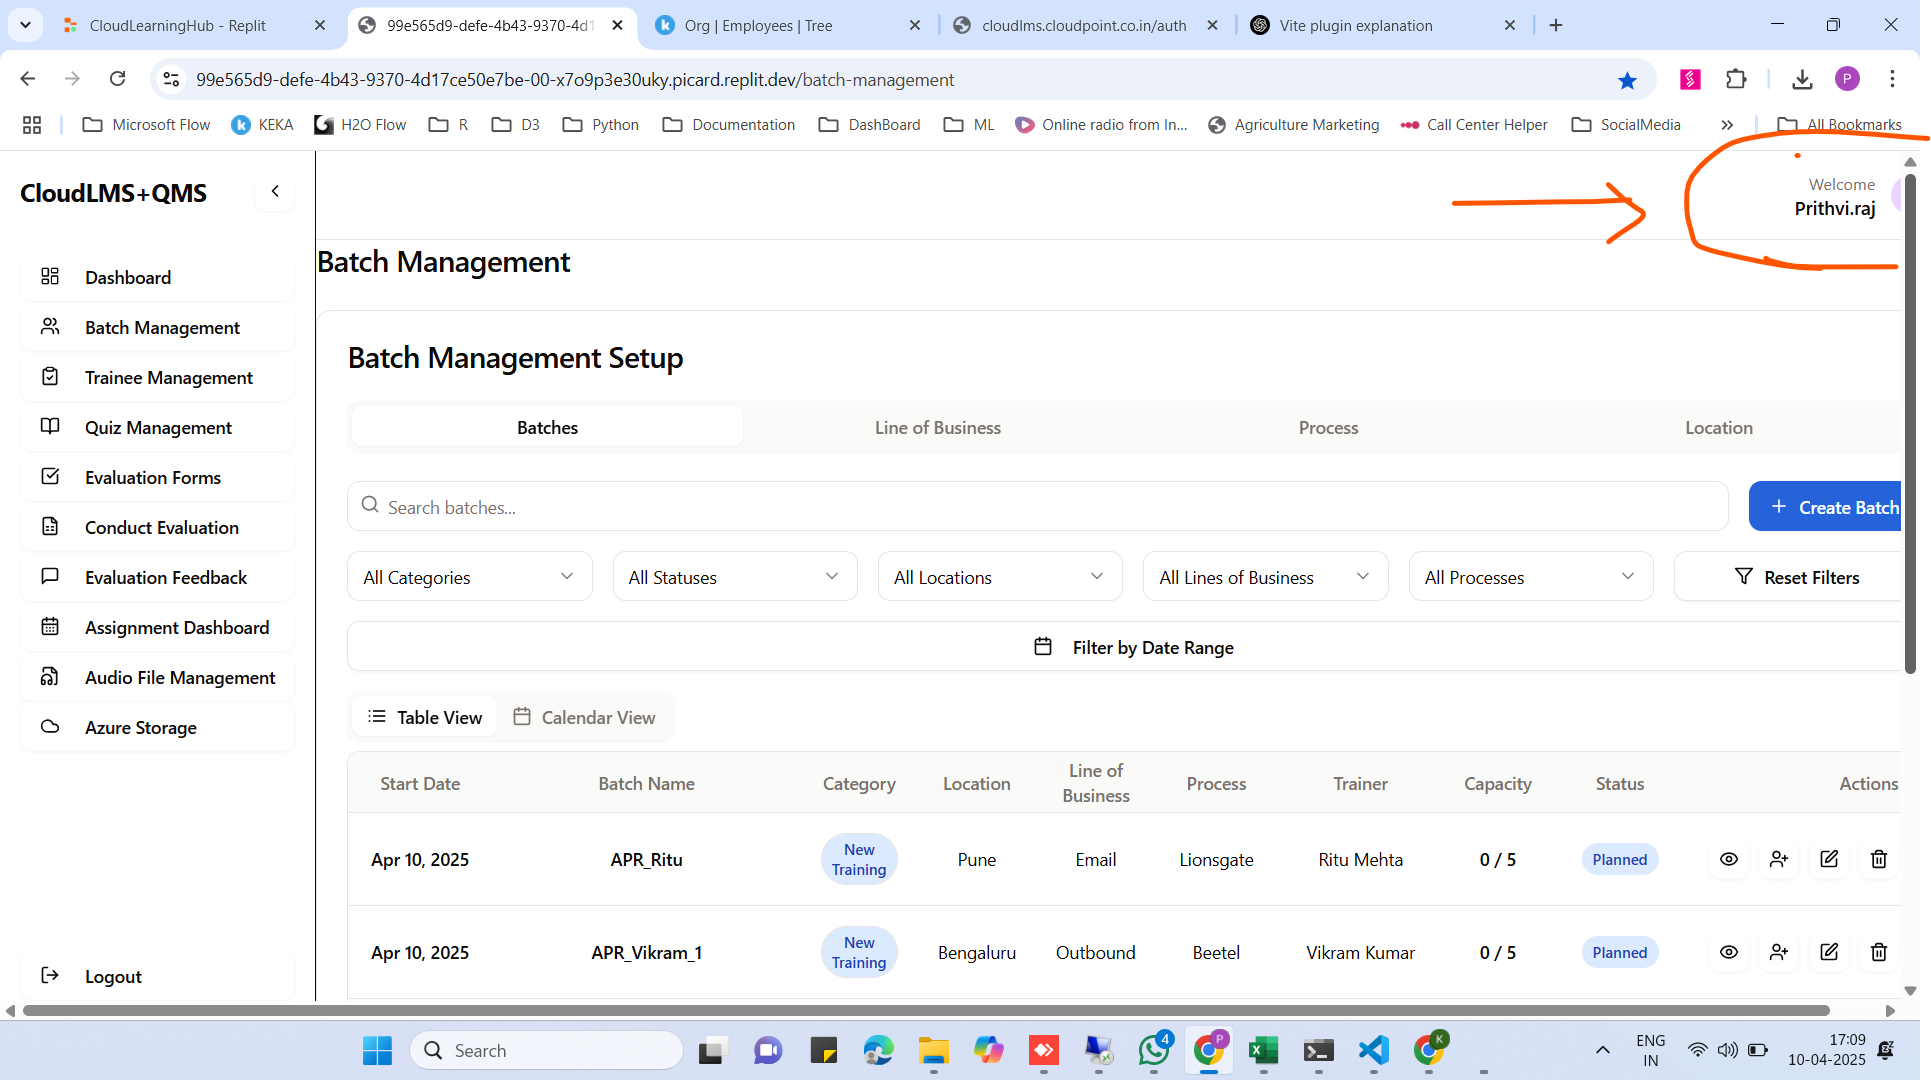 CloudLearningHub - Replit
99e565d9-defe-4b43-9370-4d1
Org | Employees | Tree
cloudlms.cloudpoint.co.in/auth
Vite plugin explanation
99e565d9-defe-4b43-9370-4d17ce50e7be-00-x7o9p3e30uky.picard.replit.dev/batch-management
P
Microsoft Flow
KEKA
H2O Flow
R
D3
Python
Documentation
DashBoard
ML
Online radio from In...
Agriculture Marketing
Call Center Helper
SocialMedia
All Bookmarks
CloudLMS+QMS
Welcome
Prithvi.raj
Dashboard
Batch Management
Trainee Management
Quiz Management
Evaluation Forms
Conduct Evaluation
Evaluation Feedback
Assignment Dashboard
Audio File Management
Azure Storage
Logout
Batch Management
Batch Management Setup
Batches
Line of Business
Process
Location
Search batches...
Create Batch
All Categories
All Statuses
All Locations
All Lines of Business
All Processes
Reset Filters
Filter by Date Range
Table View
Calendar View
Start Date
Batch Name
Category
Location
Line of
Business
Process
Trainer
Capacity
Status
Actions
Apr 10, 2025
APR_Ritu
New
Training
Pune
Email
Lionsgate
Ritu Mehta
0 / 5
Planned
Apr 10, 2025
APR_Vikram_1
New
Training
Bengaluru
Outbound
Beetel
Vikram Kumar
0 / 5
Planned
Search
4
P
K
ENG
IN
17:09
10-04-2025